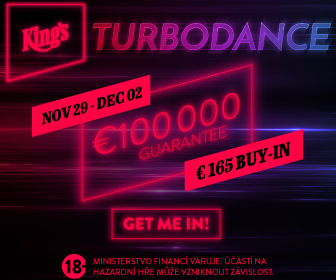 King's
TURBODANCE
NOV 29 - DEC 02
€100 000
GUARANTEE
€ 165 BUY-IN
GET ME IN!
18
MINISTERSTVO FINANCÍ VARUJE: ÚČASTÍ NA
HAZARDNÍ HŘE MŮŽE VZNIKNOUT ZÁVISLOST.